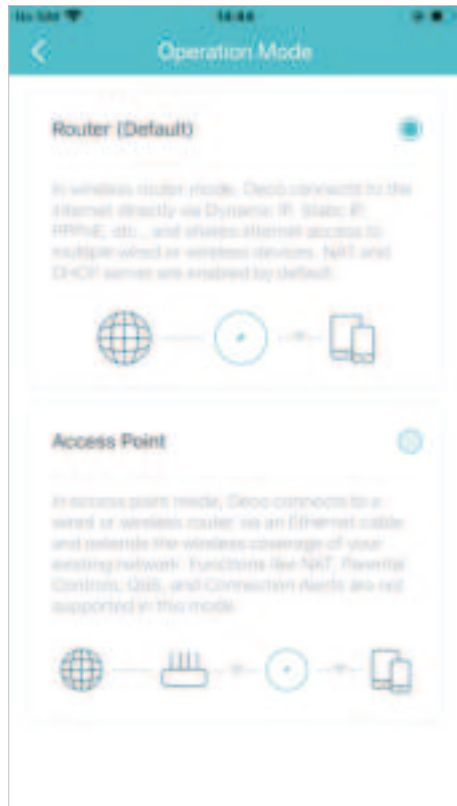 No SIM 14:44
Operation Mode
Router (Default)
In wireless router mode, Deco connects to the
internet directly via Dynamic IP, Static IP,
PPPoE, etc., and shares internet access to
multiple wired or wireless devices. NAT and
DHCP server are enabled by default.
Access Point
In access point mode, Deco connects to a
wired or wireless router via an Ethernet cable
and extends the wireless coverage of your
existing network. Functions like NAT, Parental
Controls, QoS, and Connection Alerts are not
supported in this mode.